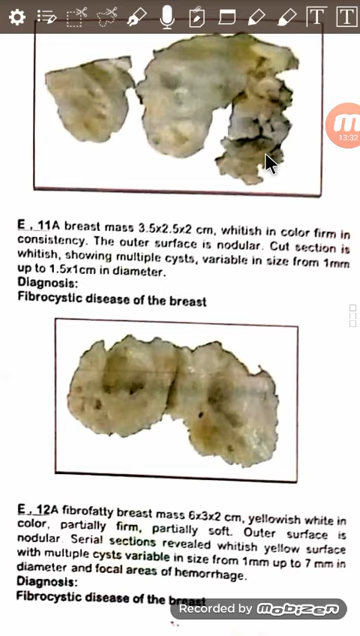 T T
13:32
E . 11A breast mass 3.5x2.5x2 cm, whitish in color firm in
consistency. The outer surface is nodular. Cut section is
whitish, showing multiple cysts, variable in size from 1mm
up to 1.5x1cm in diameter.
Diagnosis:
Fibrocystic disease of the breast
E . 12A fibrofatty breast mass 6x3x2 cm, yellowish white in
color, partially firm, partially soft. Outer surface is
nodular. Serial sections revealed whitish yellow surface
with multiple cysts variable in size from 1mm up to 7 mm in
diameter and focal areas of hemorrhage.
Diagnosis:
Fibrocystic disease of the breast
Recorded by mobizen